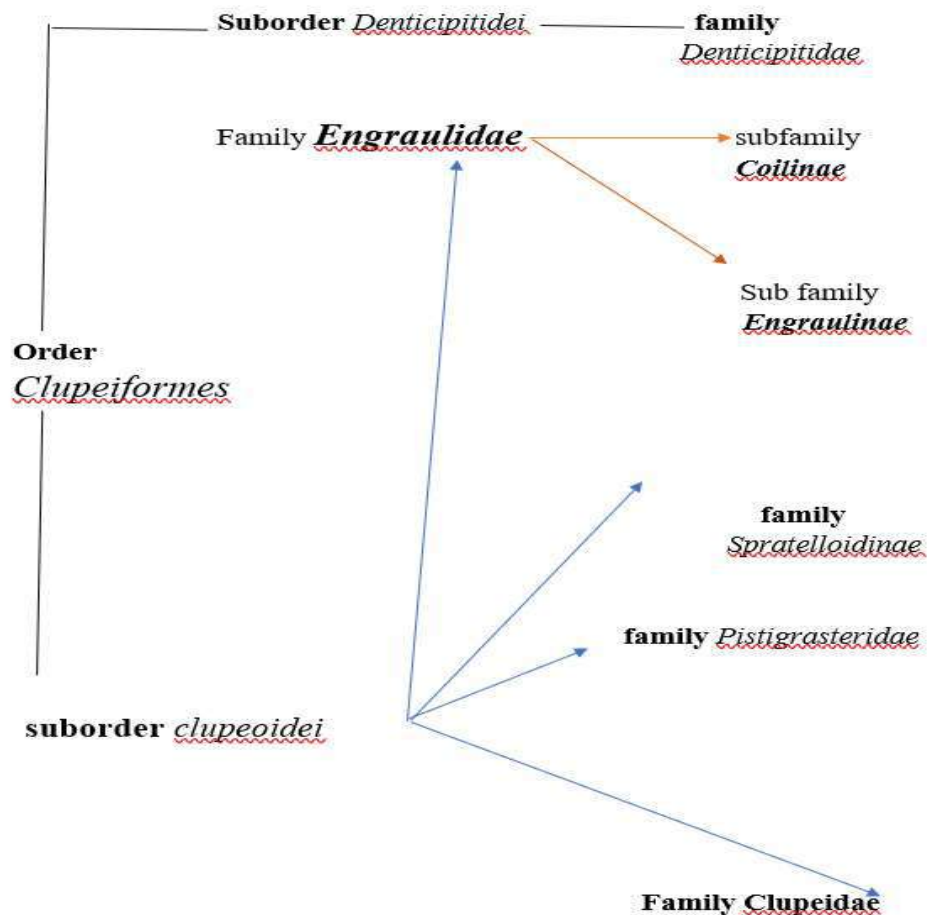 Suborder Denticipitidei
family
Denticipitidae
Family Engraulidae
subfamily
Coilinae
Sub family
Engraulinae
Order
Clupeiformes
family
Spratelloidinae
family Pistigrasteridae
suborder clupeoidei
Family Clupeidae